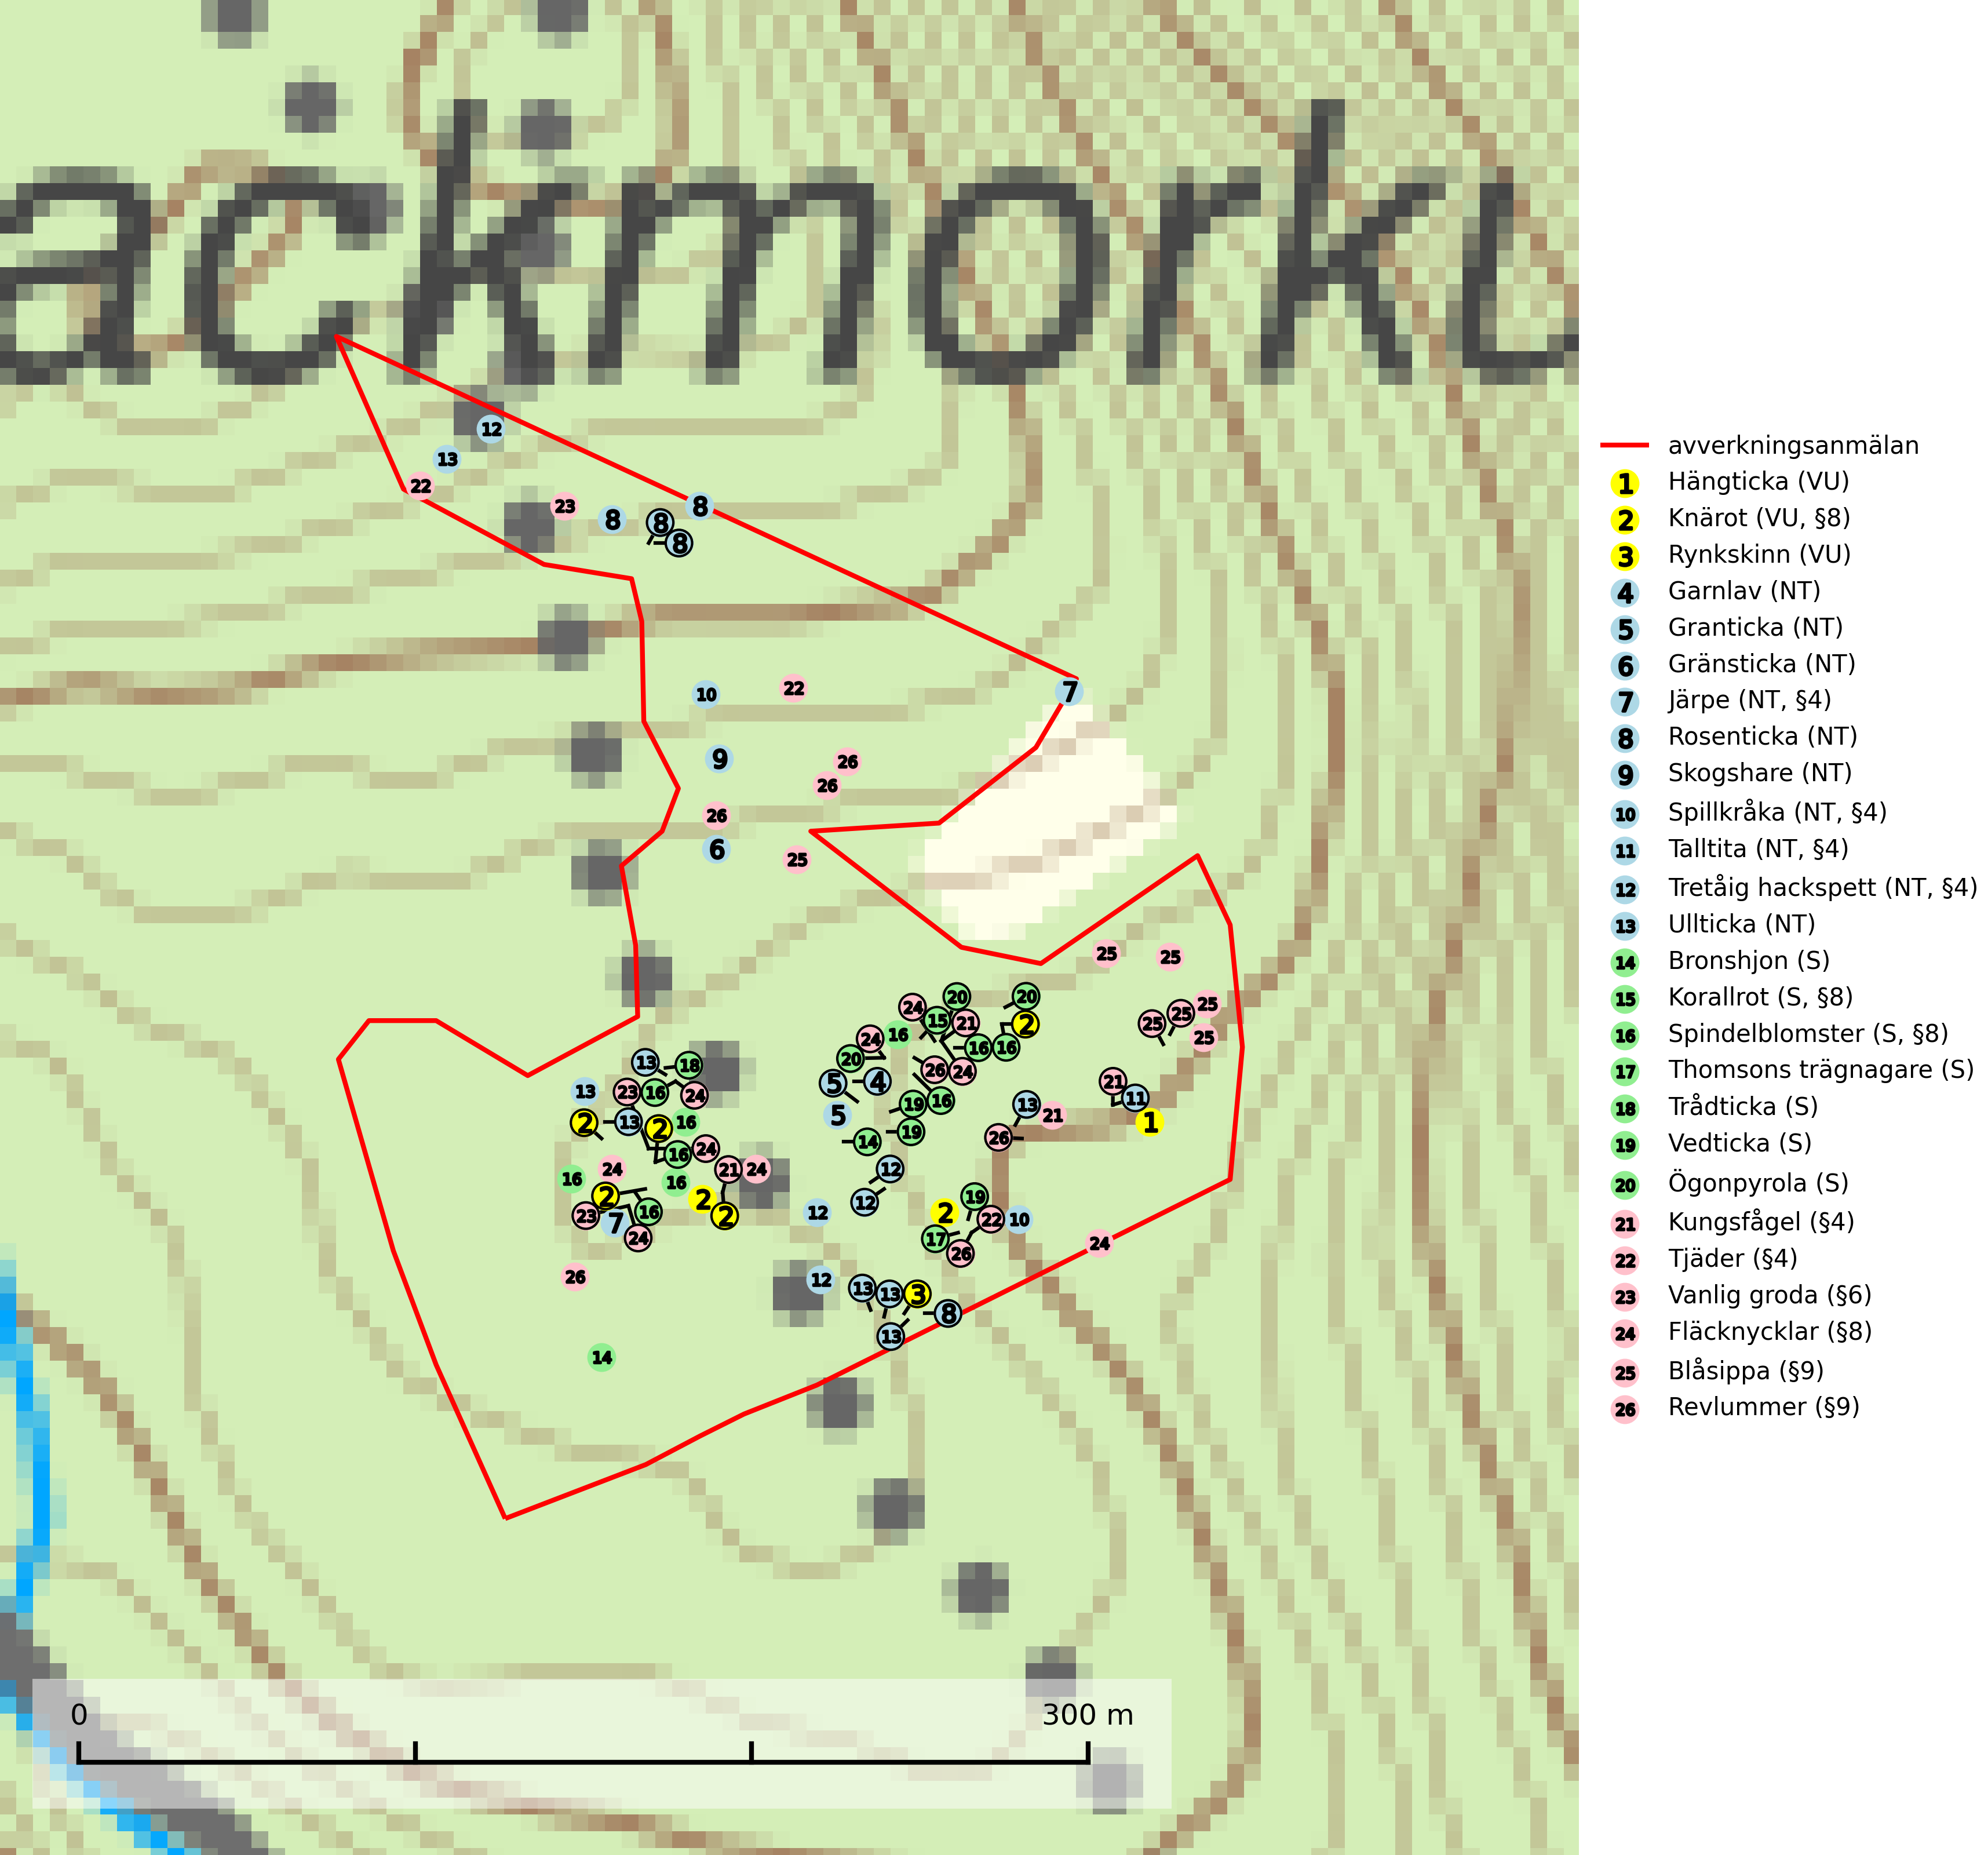 ackmorku
avverkningsanmälan
1 Hängticka (VU)
2 Knärot (VU, §8)
3 Rynkskinn (VU)
4 Garnlav (NT)
5 Granticka (NT)
6 Gränsticka (NT)
7 Järpe (NT, §4)
8 Rosenticka (NT)
9 Skogshare (NT)
10 Spillkråka (NT, §4)
11 Talltita (NT, §4)
12 Tretåig hackspett (NT, §4)
13 Ullticka (NT)
14 Bronshjon (S)
15 Korallrot (S, §8)
16 Spindelblomster (S, §8)
17 Thomsons trägnagare (S)
18 Trådticka (S)
19 Vedticka (S)
20 Ögonpyrola (S)
21 Kungsfågel (§4)
22 Tjäder (§4)
23 Vanlig groda (§6)
24 Fläcknycklar (§8)
25 Blåsippa (§9)
26 Revlummer (§9)
12
13
22
23 8 8 8
8
10 22 7
9 26
26
26
6 25
25 25
24 20 20 25
16 15 21 2 25 25 25
24 16 16
20 26 24
13 18 5 4 21
13 23 16 24 19 16 13 11
2 13 2 16 5 21 1
16 24 14 19 26
24 21 24 12
16 16
2 2 12 19
23 7 16 2 12 2 22 10
24 17 26 24
26 12 13 13 3
8
13
14
0 300 m